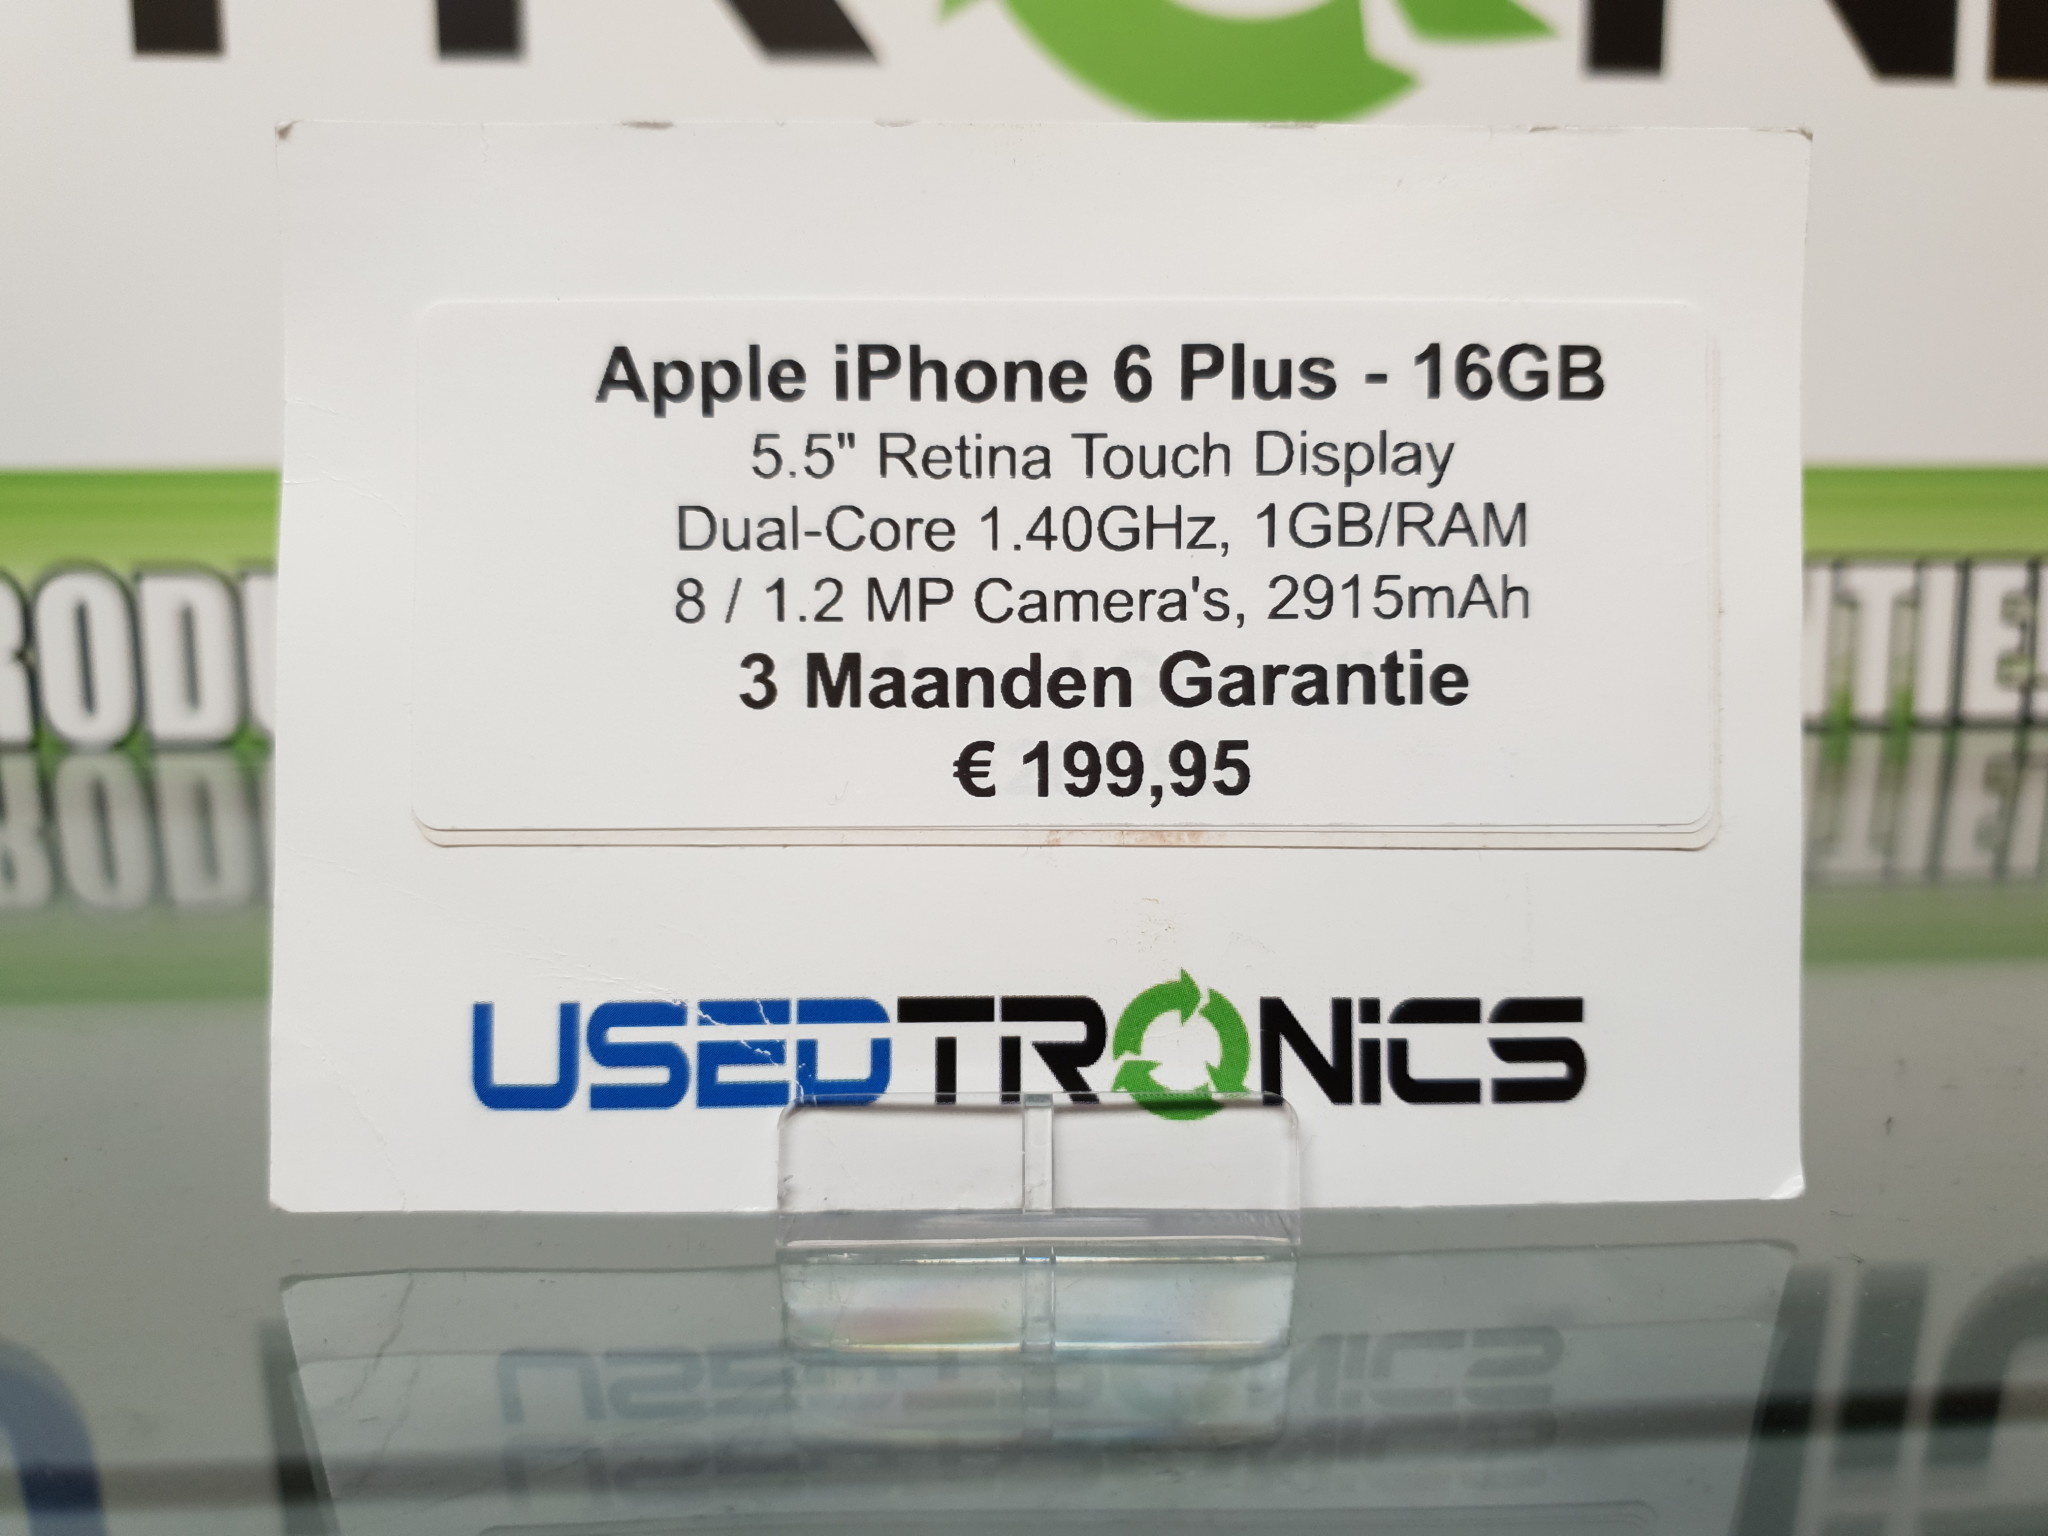 Apple iPhone 6 Plus - 16GB
5.5" Retina Touch Display
Dual-Core 1.40GHz, 1GB/RAM
8 / 1.2 MP Camera's, 2915mAh
3 Maanden Garantie
€ 199,95
USEDTRONiCS